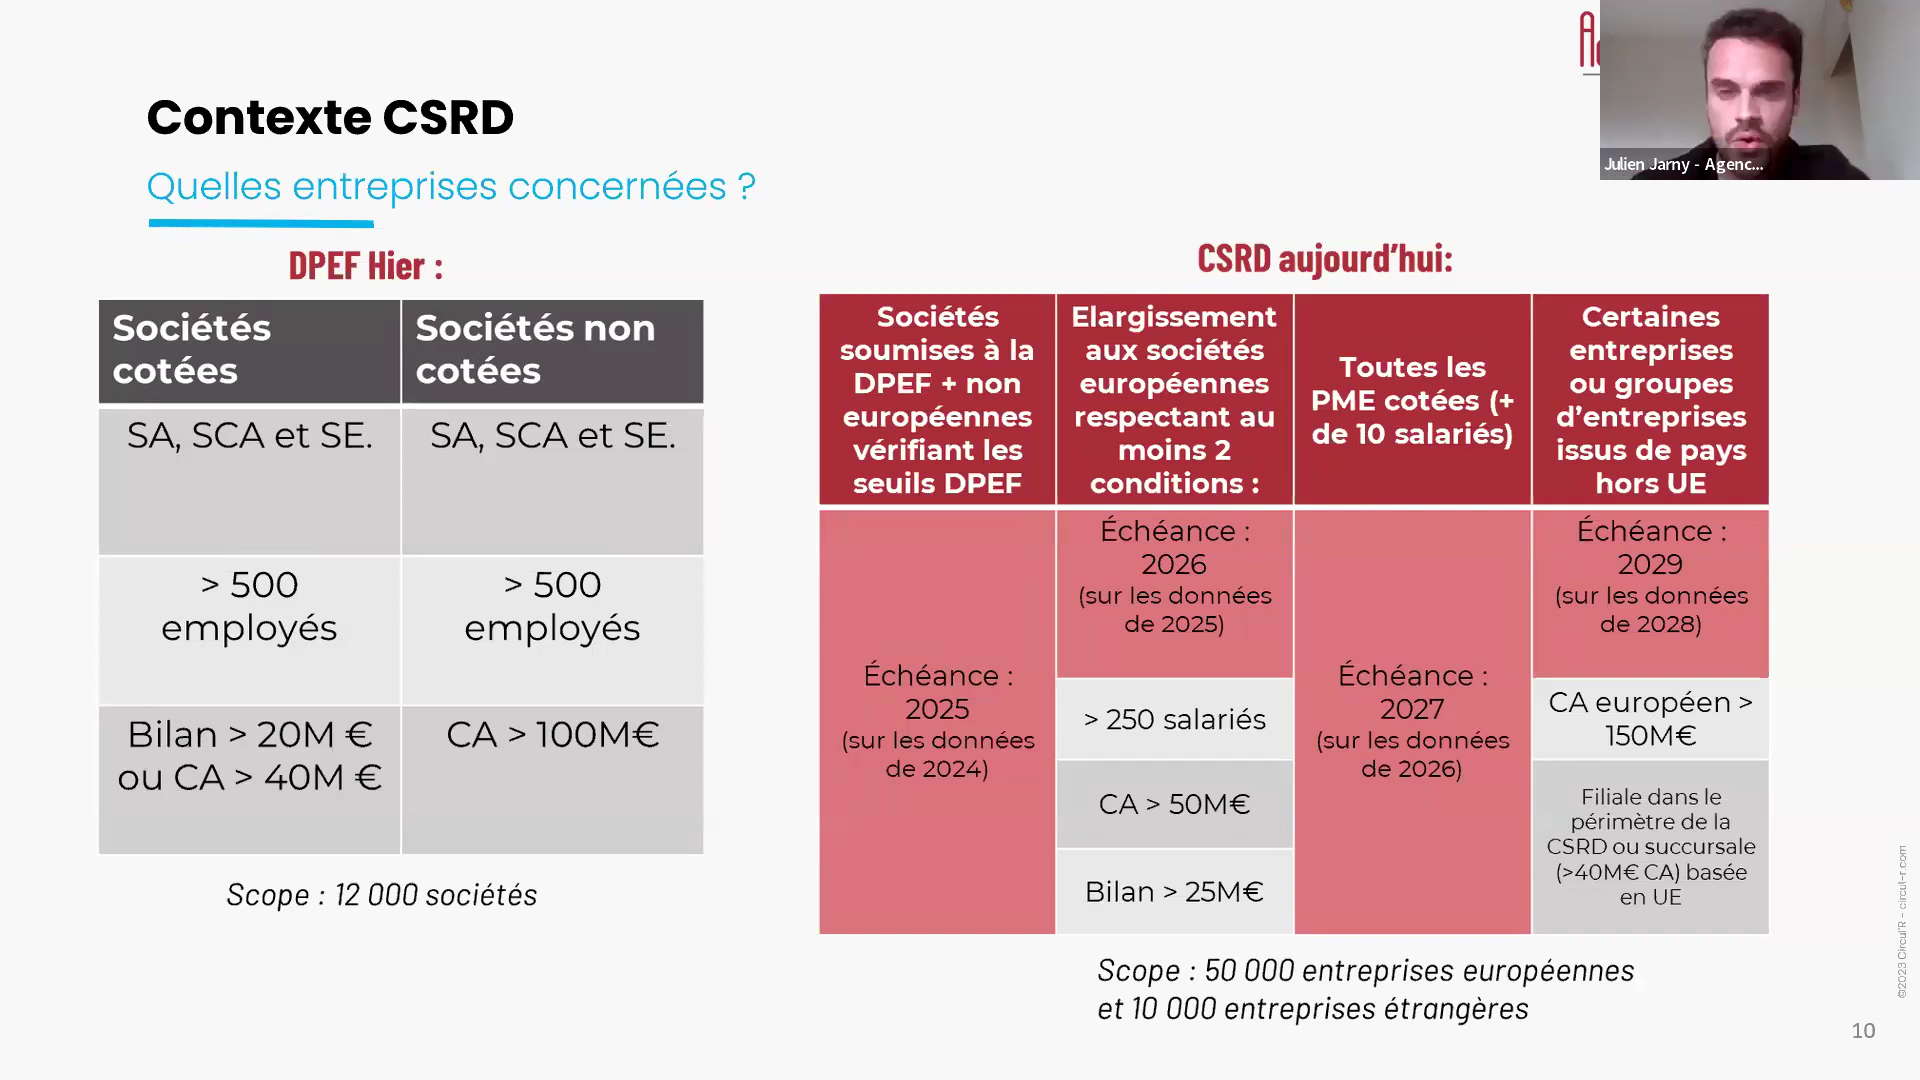 Contexte CSRD
Quelles entreprises concernées ?
Julien Jarny - Agenc...
DPEF Hier :
Sociétés
cotées
Sociétés non
cotées
SA, SCA et SE.
SA, SCA et SE.
> 500
employés
> 500
employés
Bilan > 20M €
ou CA > 40M €
CA > 100M€
Scope : 12 000 sociétés
CSRD aujourd’hui:
Sociétés
soumises à la
DPEF + non
européennes
vérifiant les
seuils DPEF
Elargissement
aux sociétés
européennes
respectant au
moins 2
conditions :
Toutes les
PME cotées (+
de 10 salariés)
Certaines
entreprises
ou groupes
d’entreprises
issus de pays
hors UE
Échéance :
2025
(sur les données
de 2024)
Échéance :
2026
(sur les données
de 2025)
> 250 salariés
CA > 50M€
Bilan > 25M€
Échéance :
2027
(sur les données
de 2026)
Échéance :
2029
(sur les données
de 2028)
CA européen >
150M€
Filiale dans le
périmètre de la
CSRD ou succursale
(>40M€ CA) basée
en UE
Scope : 50 000 entreprises européennes
et 10 000 entreprises étrangères
©2023 Circul'R - circul-r.com
10